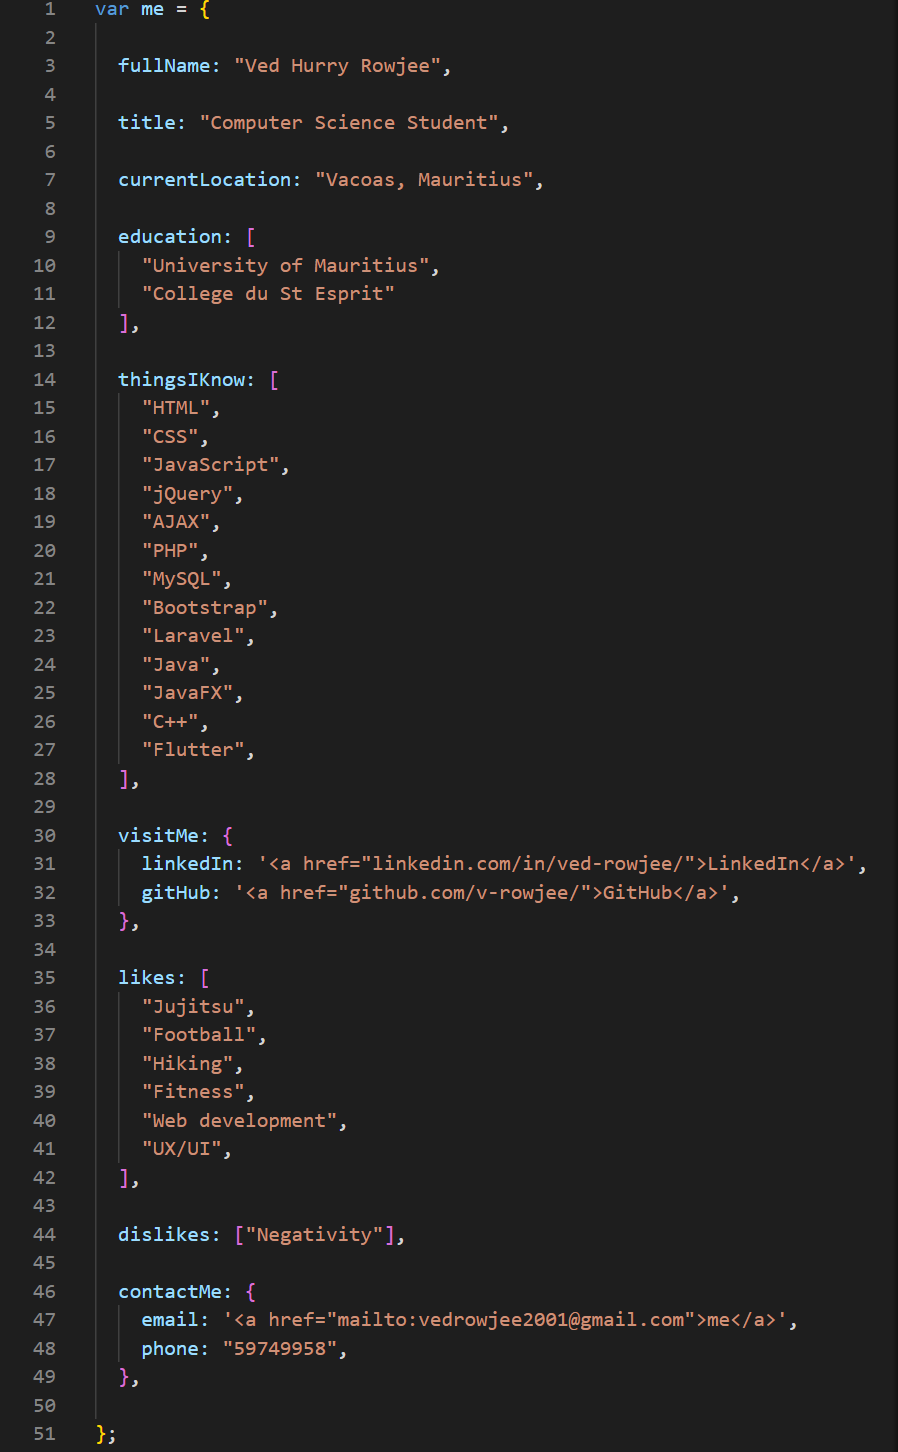 1 var me = {
2
3 fullName: "Ved Hurry Rowjee",
4
5 title: "Computer Science Student",
6
7 currentLocation: "Vacoas, Mauritius",
8
9 education: [
10 "University of Mauritius",
11 "College du St Esprit"
12 ],
13
14 thingsIKnow: [
15 "HTML",
16 "CSS",
17 "JavaScript",
18 "jQuery",
19 "AJAX",
20 "PHP",
21 "MySQL",
22 "Bootstrap",
23 "Laravel",
24 "Java",
25 "JavaFX",
26 "C++",
27 "Flutter",
28 ],
29
30 visitMe: {
31 linkedIn: '<a href="linkedin.com/in/ved-rowjee/">LinkedIn</a>',
32 gitHub: '<a href="github.com/v-rowjee/">GitHub</a>',
33 },
34
35 likes: [
36 "Jujitsu",
37 "Football",
38 "Hiking",
39 "Fitness",
40 "Web development",
41 "UX/UI",
42 ],
43
44 dislikes: ["Negativity"],
45
46 contactMe: {
47 email: '<a href="mailto:vedrowjee2001@gmail.com">me</a>',
48 phone: "59749958",
49 },
50
51 };